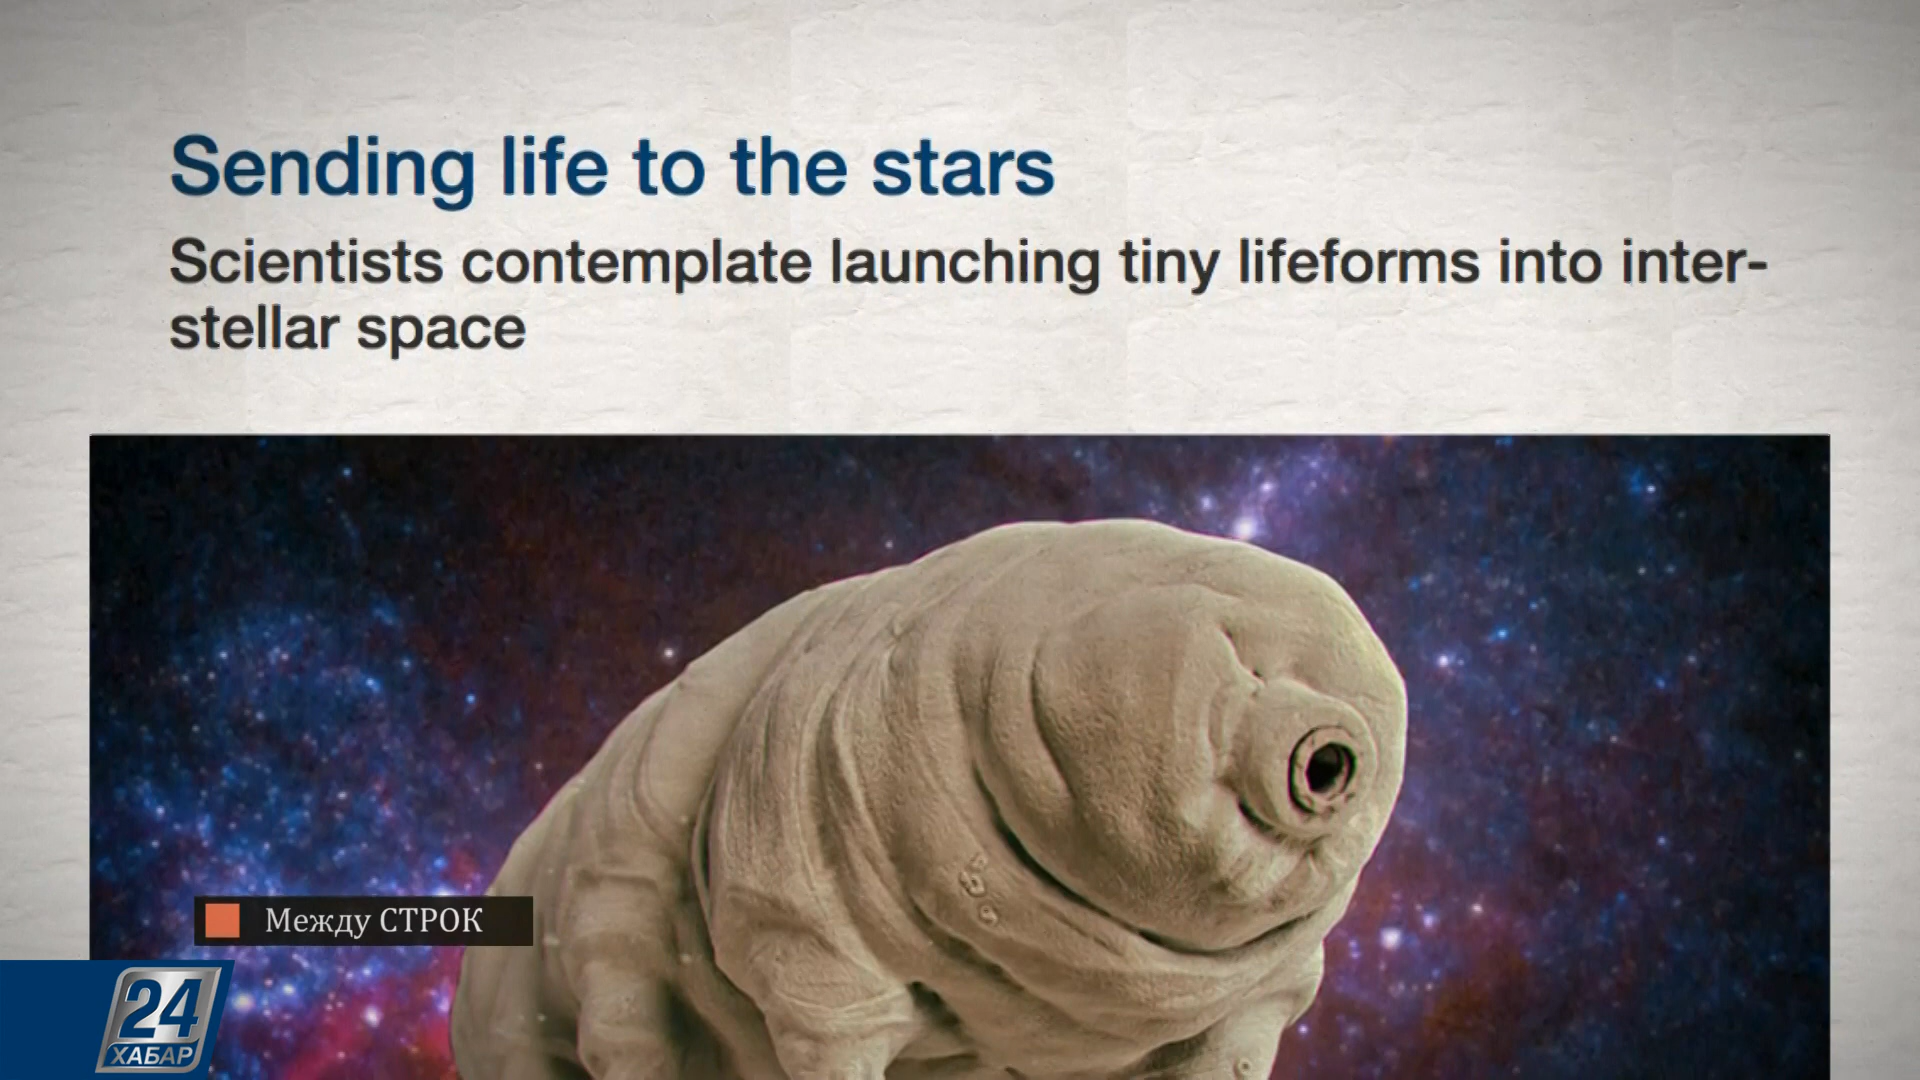 Sending life to the stars
Scientists contemplate launching tiny lifeforms into inter-
stellar space
Между СТРОК
24
ХАБАР